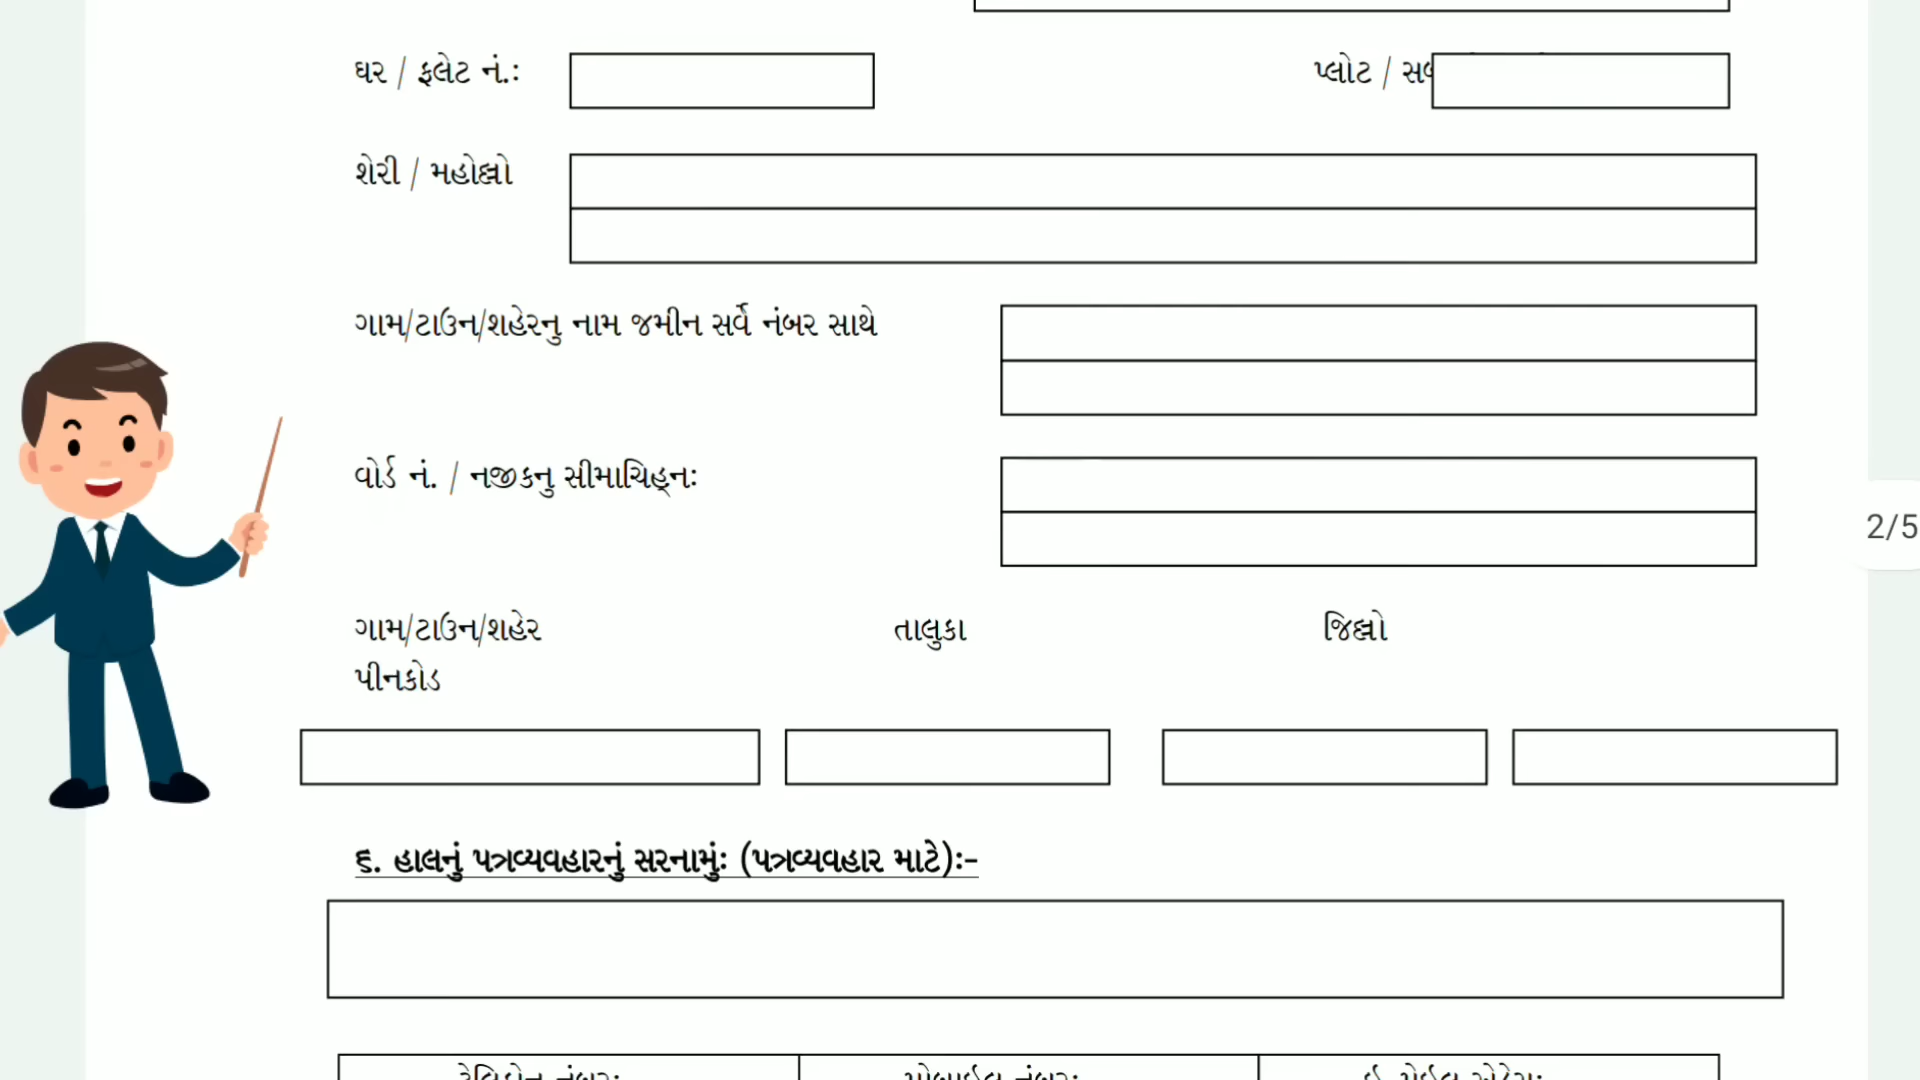 ઘર / ફલેટ નં.: પ્લોટ /
શેરી / મહોલ્લો
ગામ/ટાઉન/શહેરનુ નામ જમીન સર્વે નંબર સાથે
2/5
વોર્ડ નં. / નજીકનુ સીમાચિહ્‌ન:
ગામ/ટાઉન/શહેર તાલુકા જિલ્લો
પીનકોડ
૬. હાલનું પત્રવ્યવહારનું સરનામું: (પત્રવ્યવહાર માટે):-